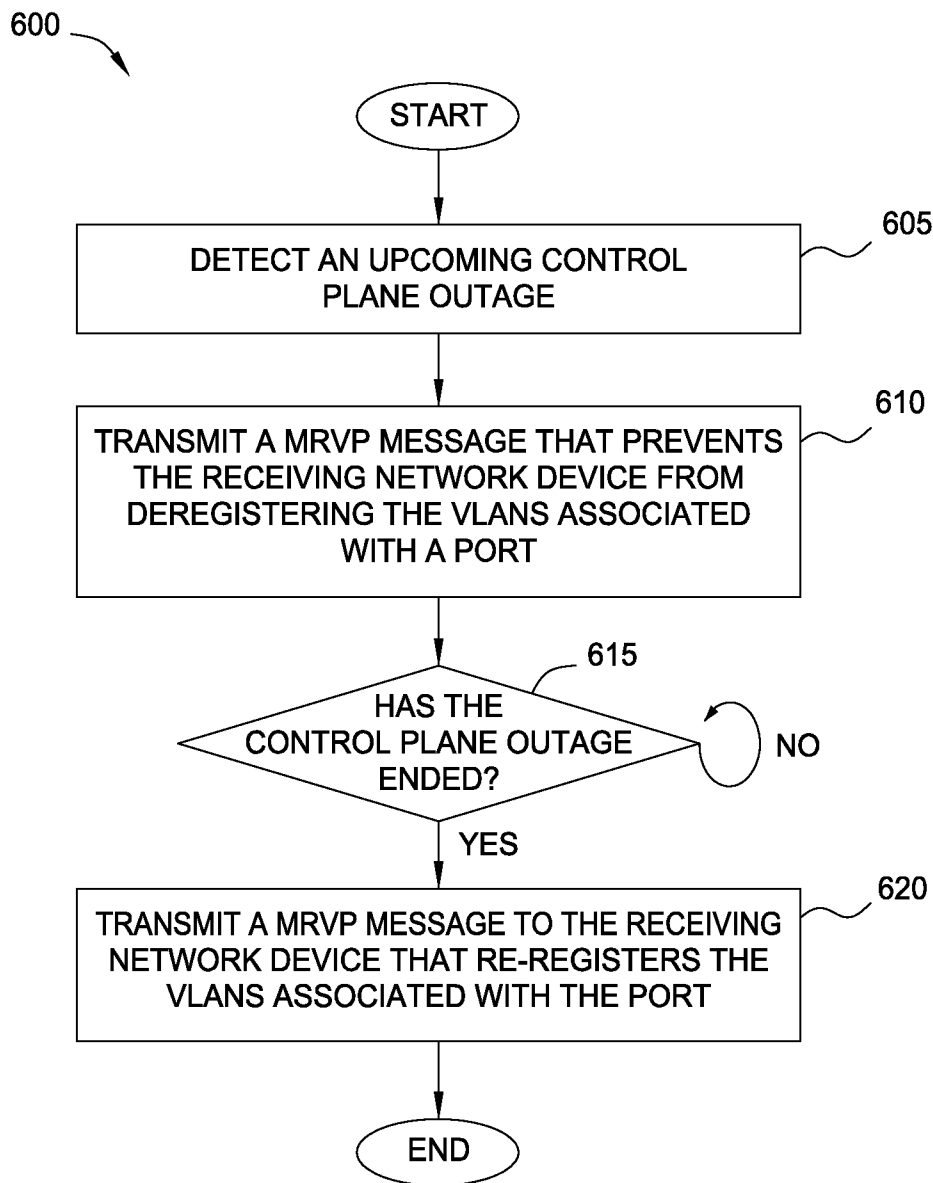 600
START
605
DETECT AN UPCOMING CONTROL
PLANE OUTAGE
610
TRANSMIT A MRVP MESSAGE THAT PREVENTS
THE RECEIVING NETWORK DEVICE FROM
DEREGISTERING THE VLANS ASSOCIATED
WITH A PORT
615
HAS THE
CONTROL PLANE OUTAGE
ENDED?
NO
YES
620
TRANSMIT A MRVP MESSAGE TO THE RECEIVING
NETWORK DEVICE THAT RE-REGISTERS THE
VLANS ASSOCIATED WITH THE PORT
END